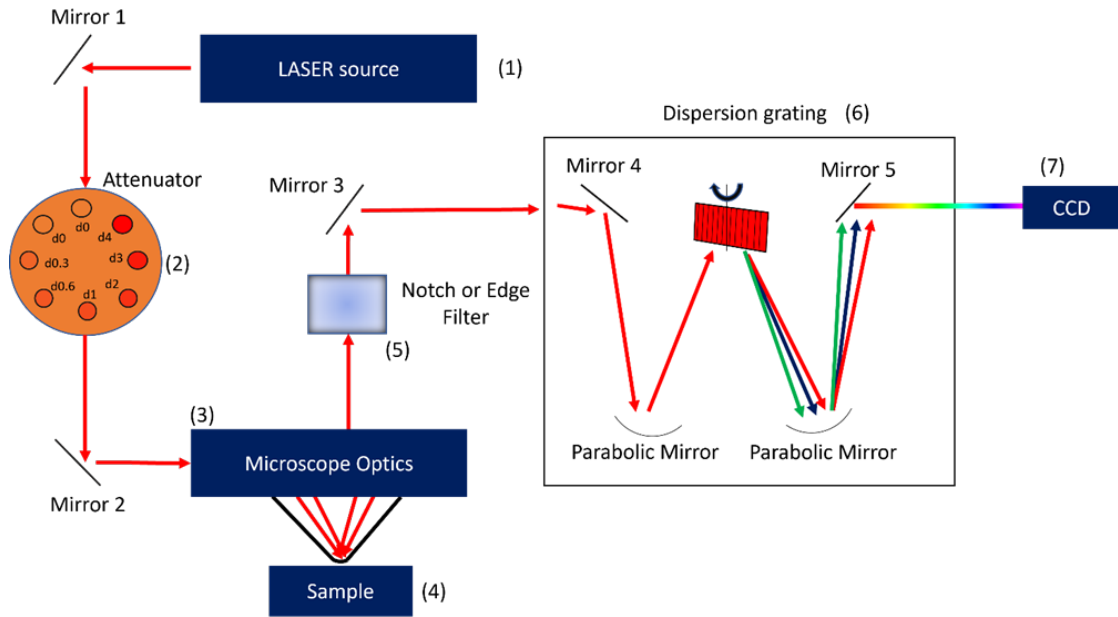 Mirror 1
LASER source
(1)
Dispersion grating (6)
Mirror 4
Mirror 5
(7)
CCD
Attenuator
Mirror 3
d0
d0
d4
d0.3
d3
d0.6
d1
d2
(2)
Notch or Edge
Filter
(5)
(3)
Microscope Optics
Parabolic Mirror
Parabolic Mirror
Mirror 2
Sample
(4)